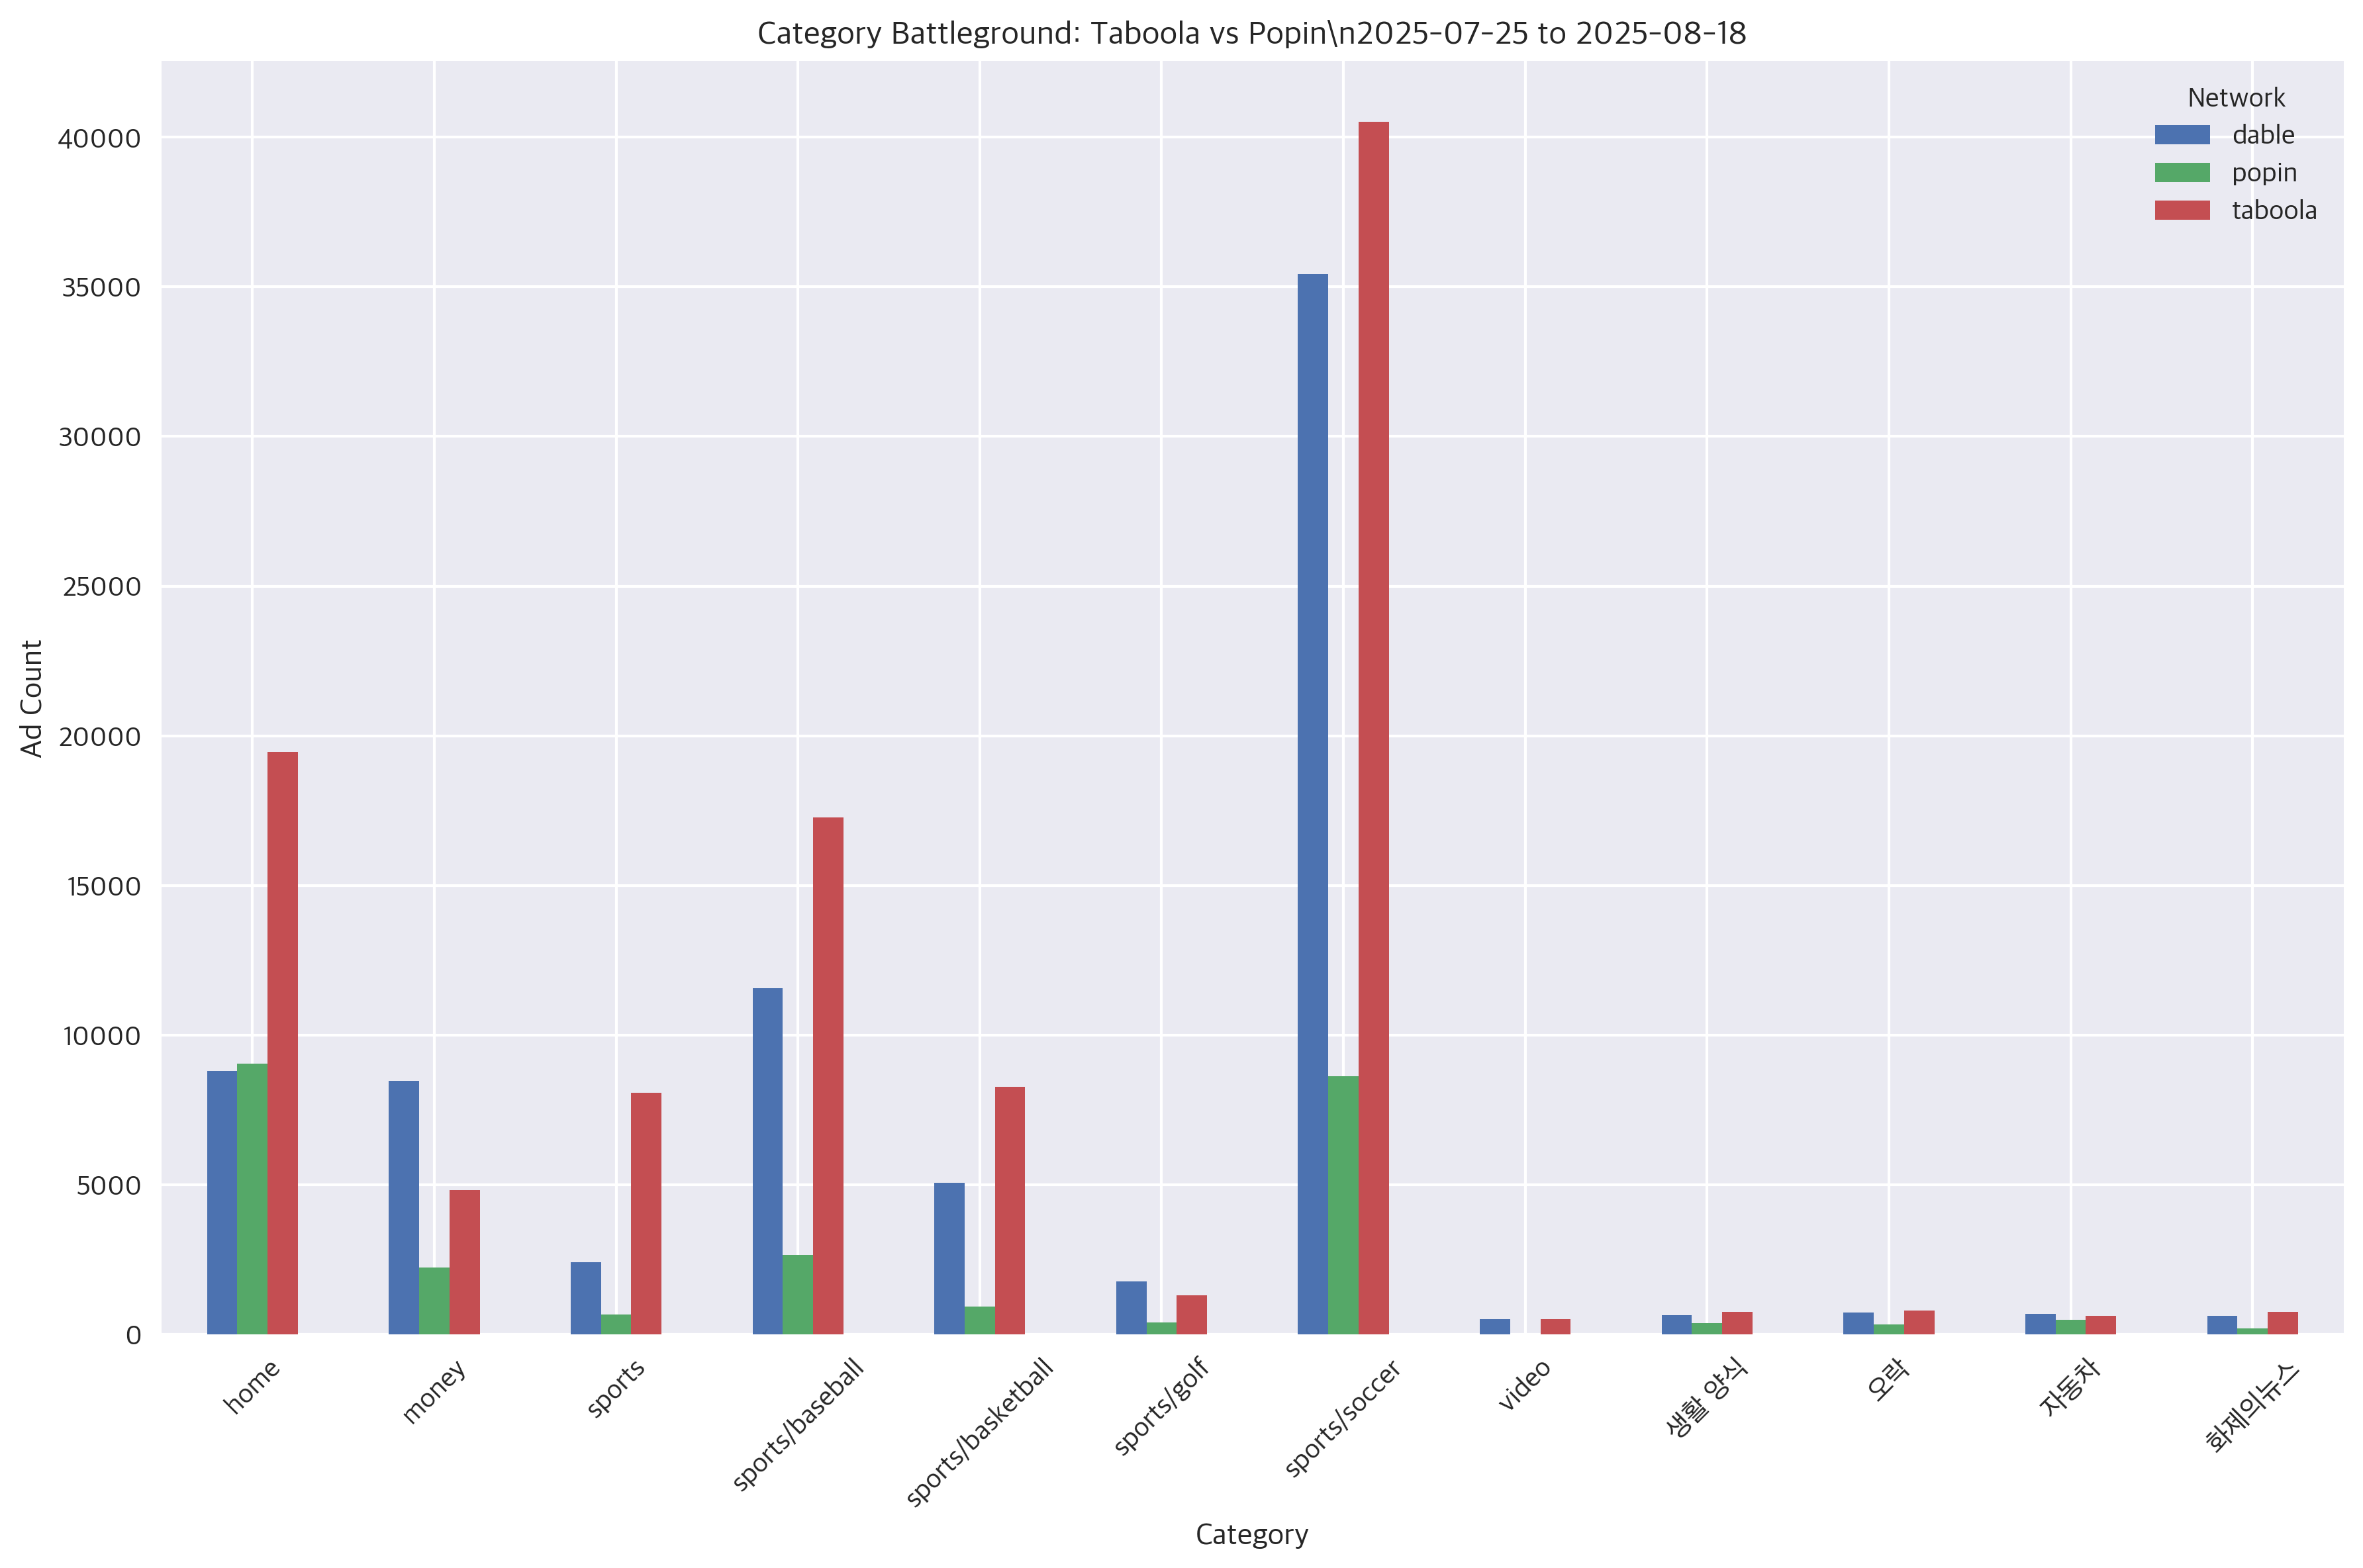 Category Battleground: Taboola vs Popin\n2025-07-25 to 2025-08-18
Network
dable
popin
taboola
40000
35000
30000
25000
20000
15000
10000
5000
0
Ad Count
home
money
sports
sports/baseball
sports/basketball
sports/golf
sports/soccer
video
생활 양식
오락
자동차
화제의뉴스
Category